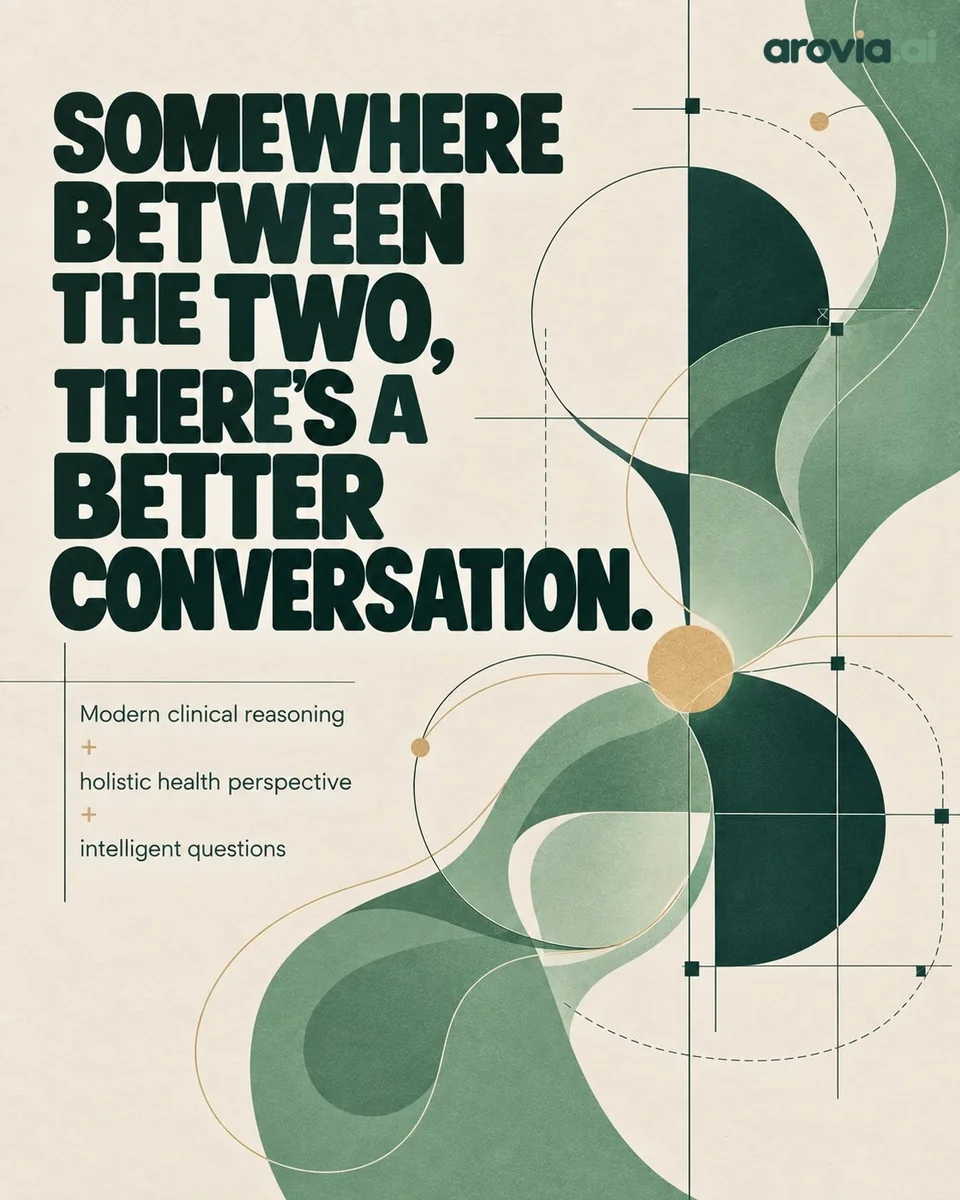 arovia.ai
SOMEWHERE
BETWEEN
THE TWO,
THERE'S A
BETTER
CONVERSATION.
Modern clinical reasoning
+
holistic health perspective
+
intelligent questions